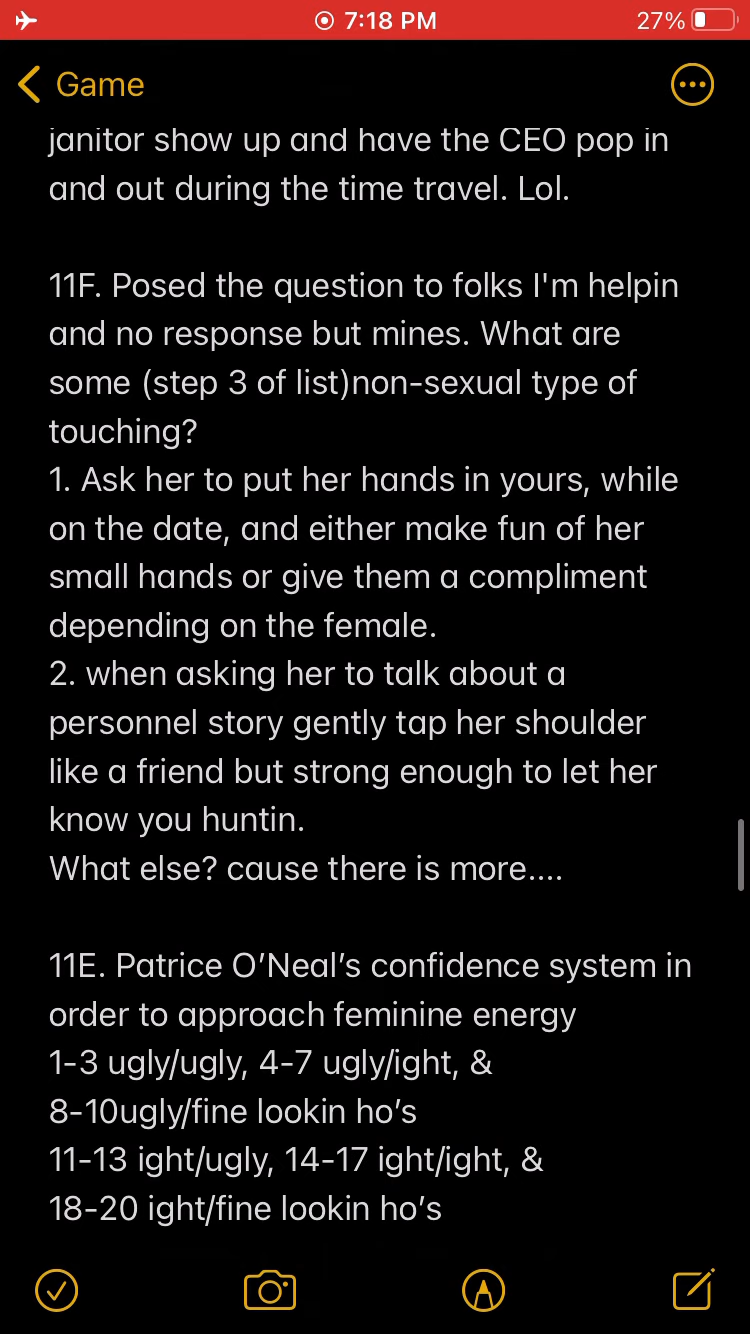 7:18 PM
27%
Game
janitor show up and have the CEO pop in
and out during the time travel. Lol.
11F. Posed the question to folks I'm helpin
and no response but mines. What are
some (step 3 of list)non-sexual type of
touching?
1. Ask her to put her hands in yours, while
on the date, and either make fun of her
small hands or give them a compliment
depending on the female.
2. when asking her to talk about a
personnel story gently tap her shoulder
like a friend but strong enough to let her
know you huntin.
What else? cause there is more....
11E. Patrice O’Neal’s confidence system in
order to approach feminine energy
1-3 ugly/ugly, 4-7 ugly/ight, &
8-10ugly/fine lookin ho’s
11-13 ight/ugly, 14-17 ight/ight, &
18-20 ight/fine lookin ho’s